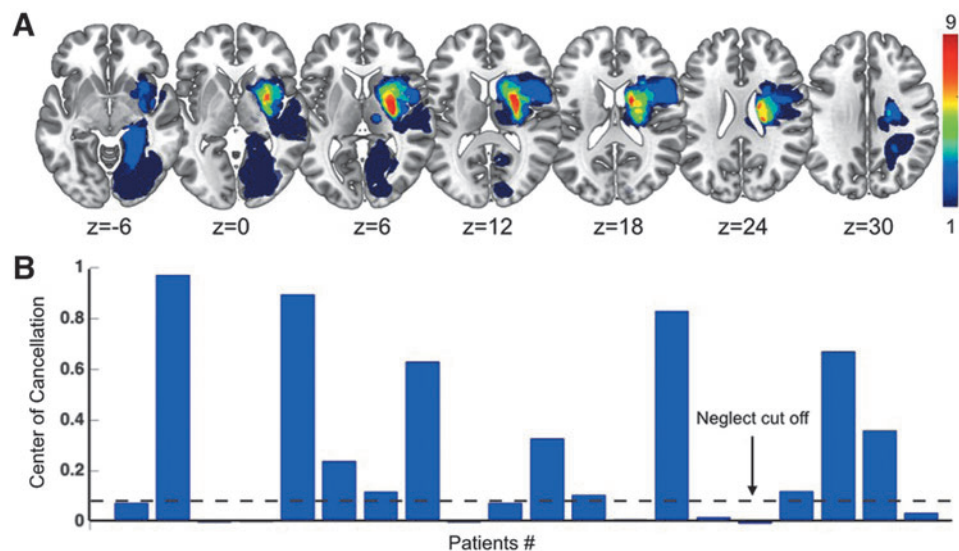 A
9
z=-6 z=0 z=6 z=12 z=18 z=24 z=30
1
B
1
0.8
0.6
0.4
0.2
0
Center of Cancellation
Neglect cut off
Patients #